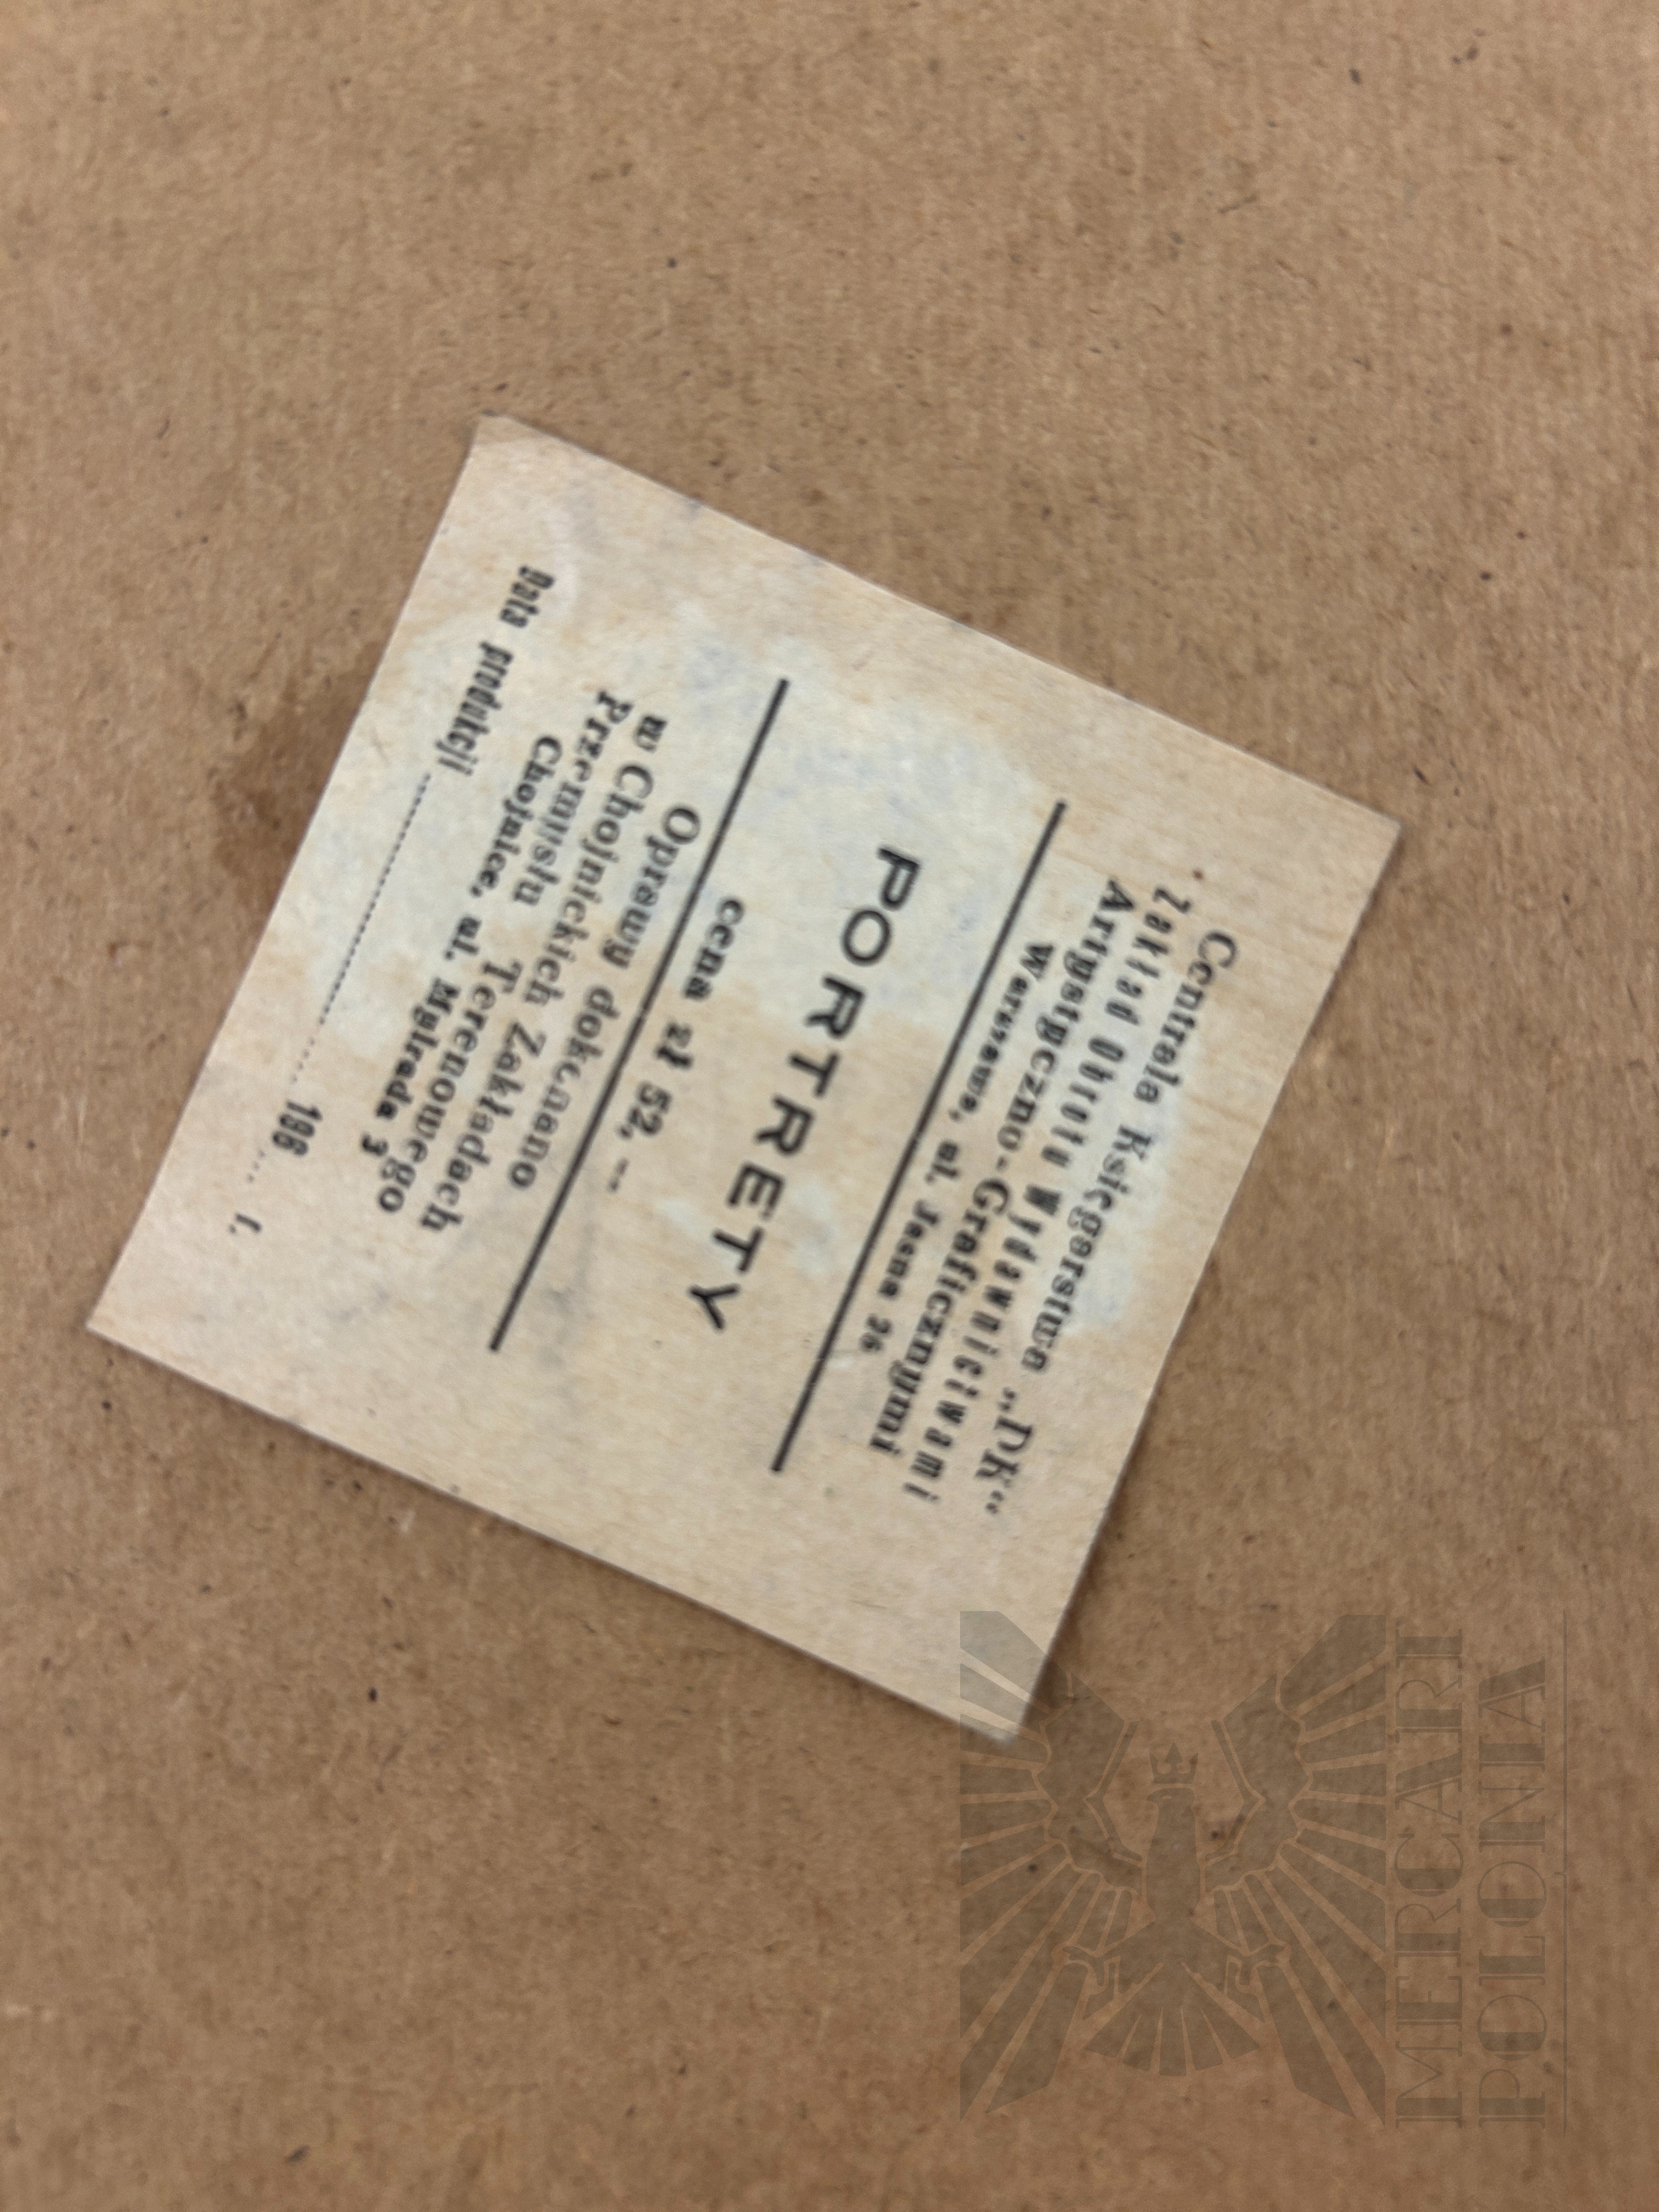 Centrala Księgarstwa „DK“
Zakład Obrotu Wydawnictwami
Artystyczno-Graficznymi
Warszawa, ul. Jasna 26
PORTRETY
cena zł 52,--
Oprawy dokonano
w Chojnickich Zakładach
Przemysłu Terenowego
Chojnice, ul. Młyńska 3
Data produkcji .................... 196 .... r.
MERCARI
POLONIA